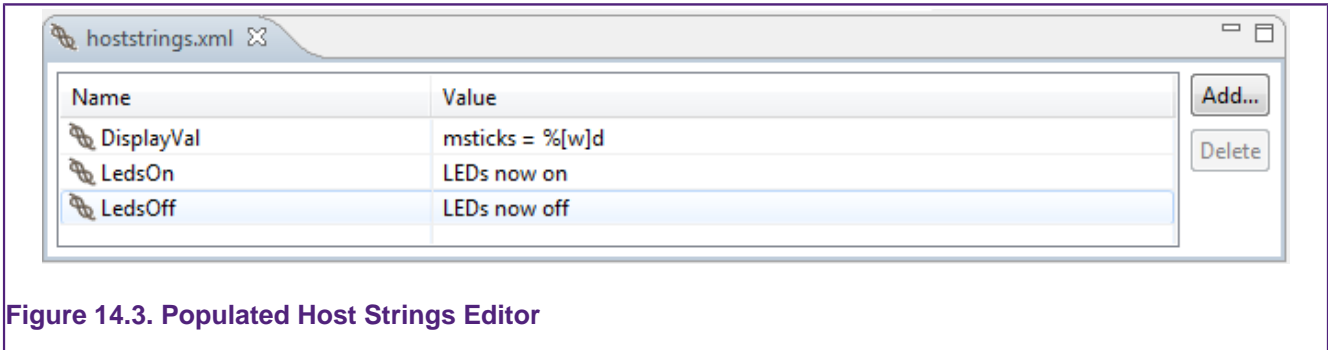 hoststrings.xml
Name Value Add...
DisplayVal msticks = %[w]d
Delete
LedsOn LEDs now on
LedsOff LEDs now off
Figure 14.3. Populated Host Strings Editor